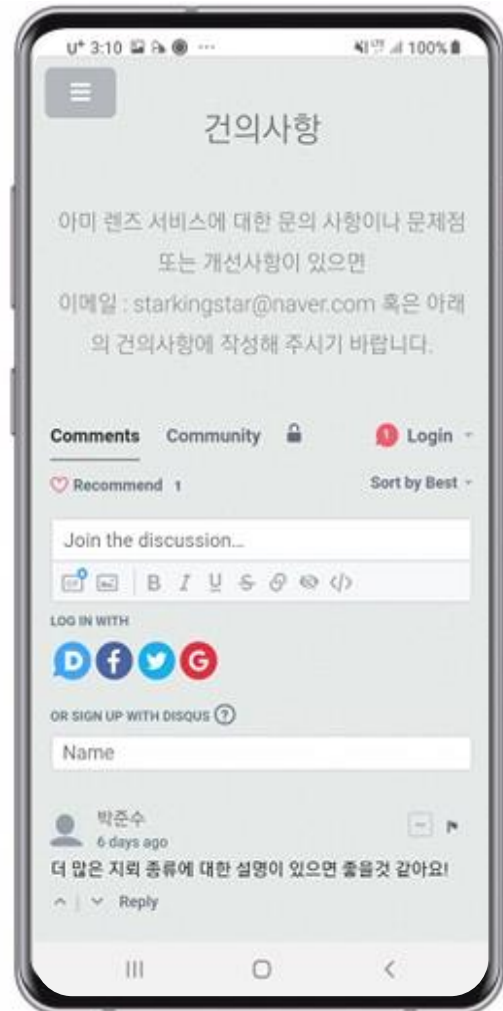 U+ 3:10 ... 100%
건의사항
아미 렌즈 서비스에 대한 문의 사항이나 문제점
또는 개선사항이 있으면
이메일 : starkingstar@naver.com 혹은 아래
의 건의사항에 작성해 주시기 바랍니다.
Comments Community 1 Login
Recommend 1 Sort by Best
Join the discussion...
GIF B I U S </>
LOG IN WITH
D f G
OR SIGN UP WITH DISQUS ?
Name
박준수
6 days ago
더 많은 지뢰 종류에 대한 설명이 있으면 좋을것 같아요!
Reply